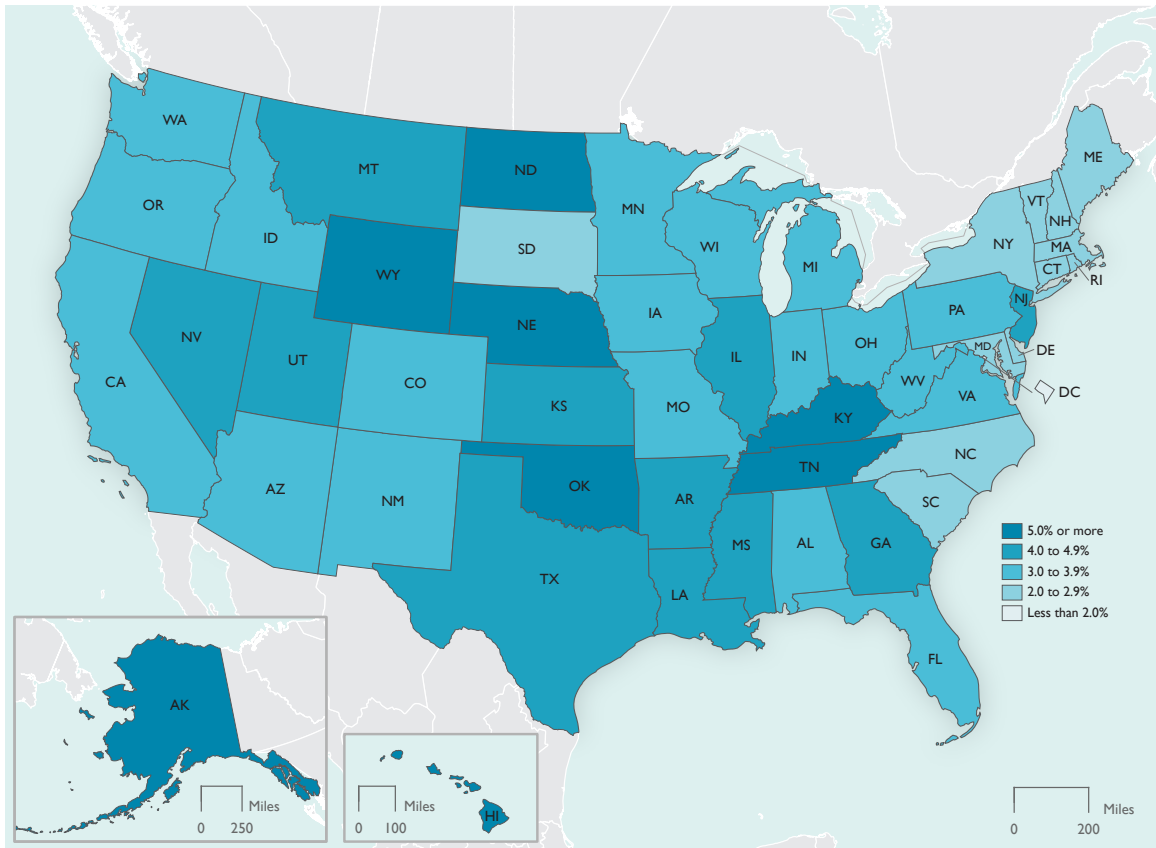 WA
MT
ND
MN
ME
VT
NH
OR
ID
WY
SD
WI
MI
NY
MA
CT
RI
NV
UT
NE
IA
PA
NJ
CA
CO
KS
MO
IL
IN
OH
MD
DE
WV
VA
DC
KY
AZ
NM
OK
AR
TN
NC
SC
TX
LA
MS
AL
GA
FL
5.0% or more
4.0 to 4.9%
3.0 to 3.9%
2.0 to 2.9%
Less than 2.0%
AK
Miles
0 250
HI
Miles
0 100
Miles
0 200